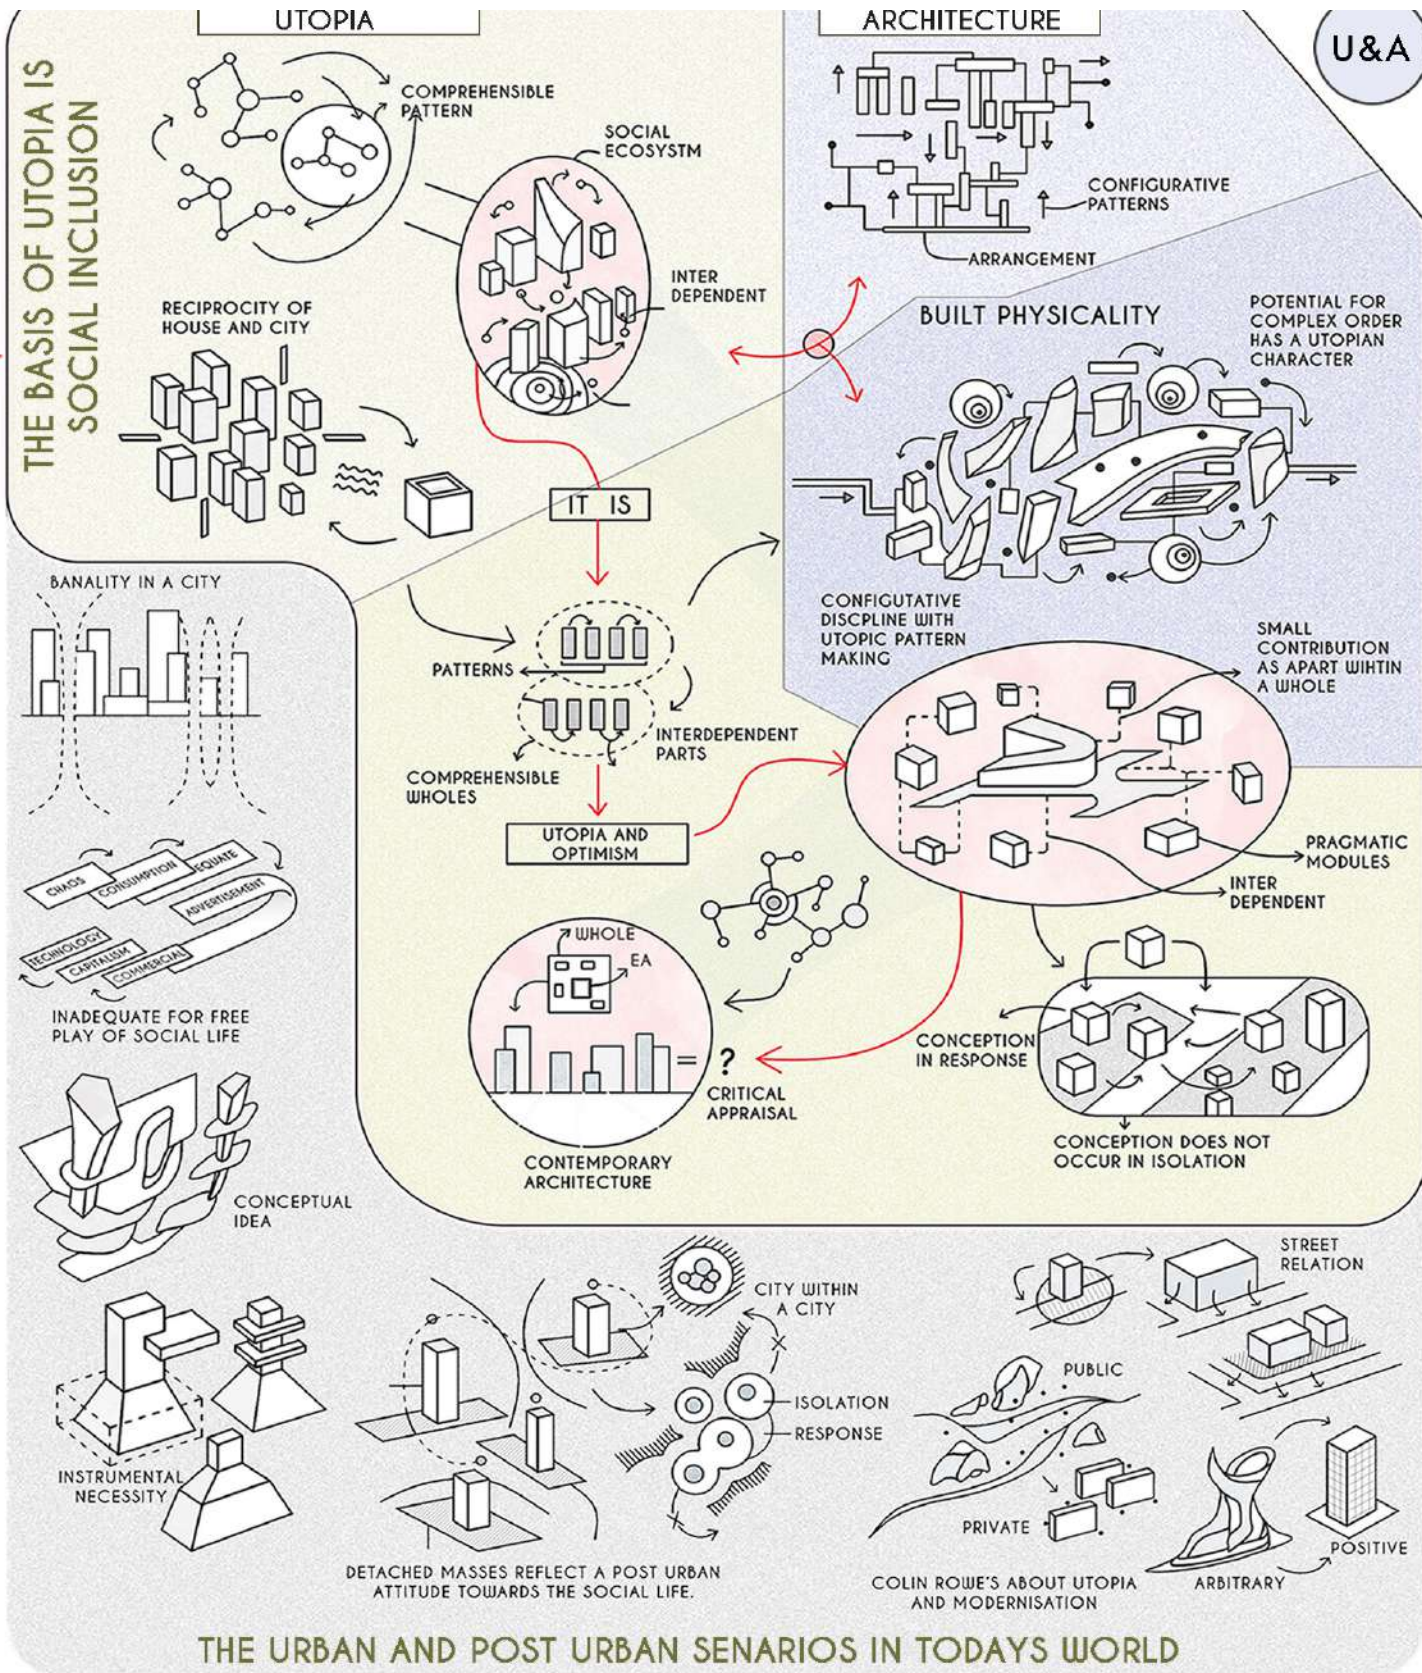 UTOPIA
ARCHITECTURE
U&A
THE BASIS OF UTOPIA IS
SOCIAL INCLUSION
COMPREHENSIBLE
PATTERN
SOCIAL
ECOSYSTM
INTER
DEPENDENT
RECIPROCITY OF
HOUSE AND CITY
CONFIGURATIVE
PATTERNS
ARRANGEMENT
BUILT PHYSICALITY
POTENTIAL FOR
COMPLEX ORDER
HAS A UTOPIAN
CHARACTER
CONFIGUTATIVE
DISCPLINE WITH
UTOPIC PATTERN
MAKING
SMALL
CONTRIBUTION
AS APART WIHTIN
A WHOLE
IT IS
PATTERNS
INTERDEPENDENT
PARTS
COMPREHENSIBLE
WHOLES
UTOPIA AND
OPTIMISM
PRAGMATIC
MODULES
INTER
DEPENDENT
WHOLE
EA
= ?
CRITICAL
APPRAISAL
CONTEMPORARY
ARCHITECTURE
CONCEPTION
IN RESPONSE
CONCEPTION DOES NOT
OCCUR IN ISOLATION
BANALITY IN A CITY
CHAOS
CONSUMPTION
EQUATE
ADVERTISEMENT
TECHNOLOGY
CAPITALISM
COMMERCIAL
INADEQUATE FOR FREE
PLAY OF SOCIAL LIFE
CONCEPTUAL
IDEA
INSTRUMENTAL
NECESSITY
CITY WITHIN
A CITY
ISOLATION
RESPONSE
DETACHED MASSES REFLECT A POST URBAN
ATTITUDE TOWARDS THE SOCIAL LIFE.
STREET
RELATION
PUBLIC
PRIVATE
COLIN ROWE'S ABOUT UTOPIA
AND MODERNISATION
ARBITRARY
POSITIVE
THE URBAN AND POST URBAN SENARIOS IN TODAYS WORLD